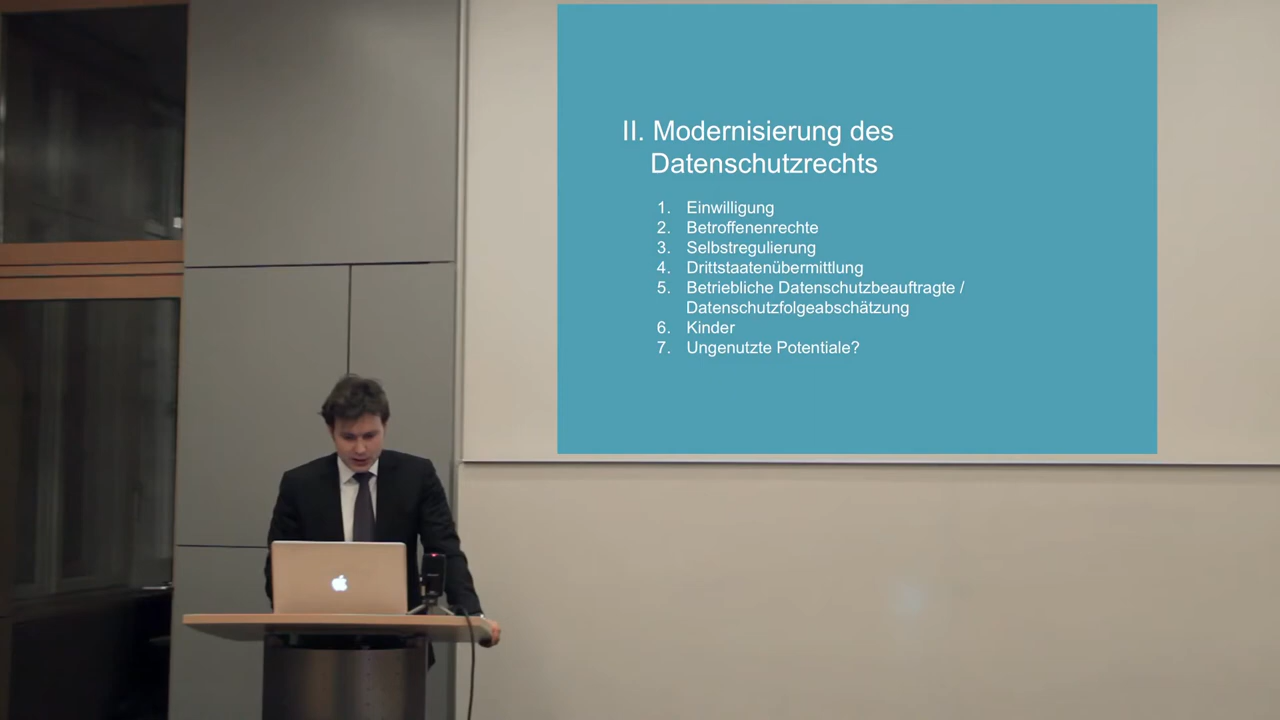 II. Modernisierung des
Datenschutzrechts
1. Einwilligung
2. Betroffenenrechte
3. Selbstregulierung
4. Drittstaatenübermittlung
5. Betriebliche Datenschutzbeauftragte /
Datenschutzfolgeabschätzung
6. Kinder
7. Ungenutzte Potentiale?